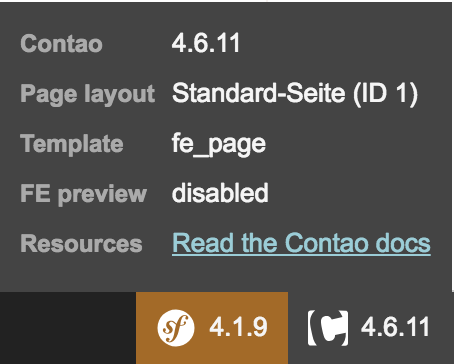 Contao 4.6.11
Page layout Standard-Seite (ID 1)
Template fe_page
FE preview disabled
Resources Read the Contao docs
sf 4.1.9 4.6.11